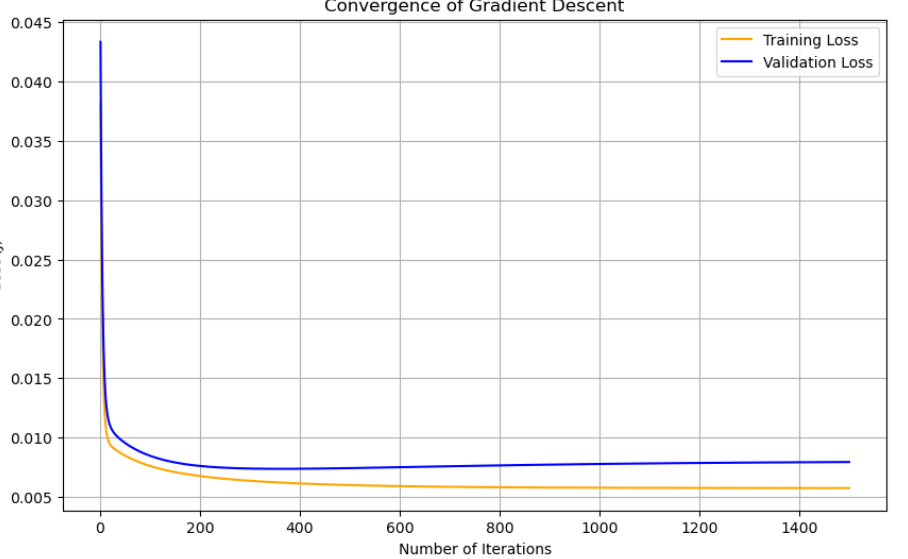 Convergence of Gradient Descent
0.045
0.040
0.035
0.030
0.025
0.020
0.015
0.010
0.005
Training Loss
Validation Loss
0 200 400 600 800 1000 1200 1400
Number of Iterations